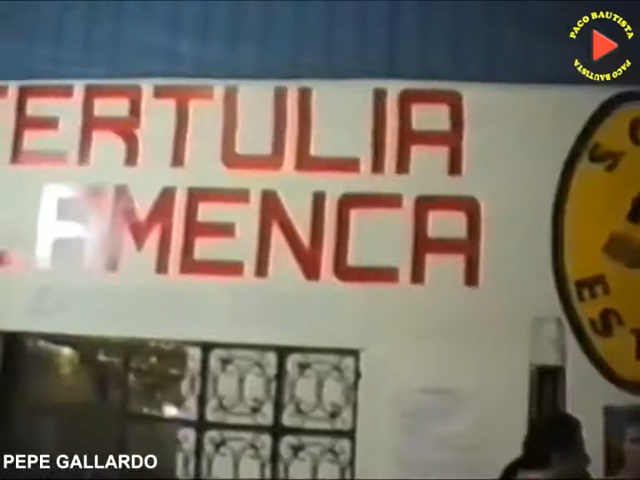 PACO BAUTISTA
PACO BAUTISTA
TERTULIA
FLAMENCA
PEPE GALLARDO